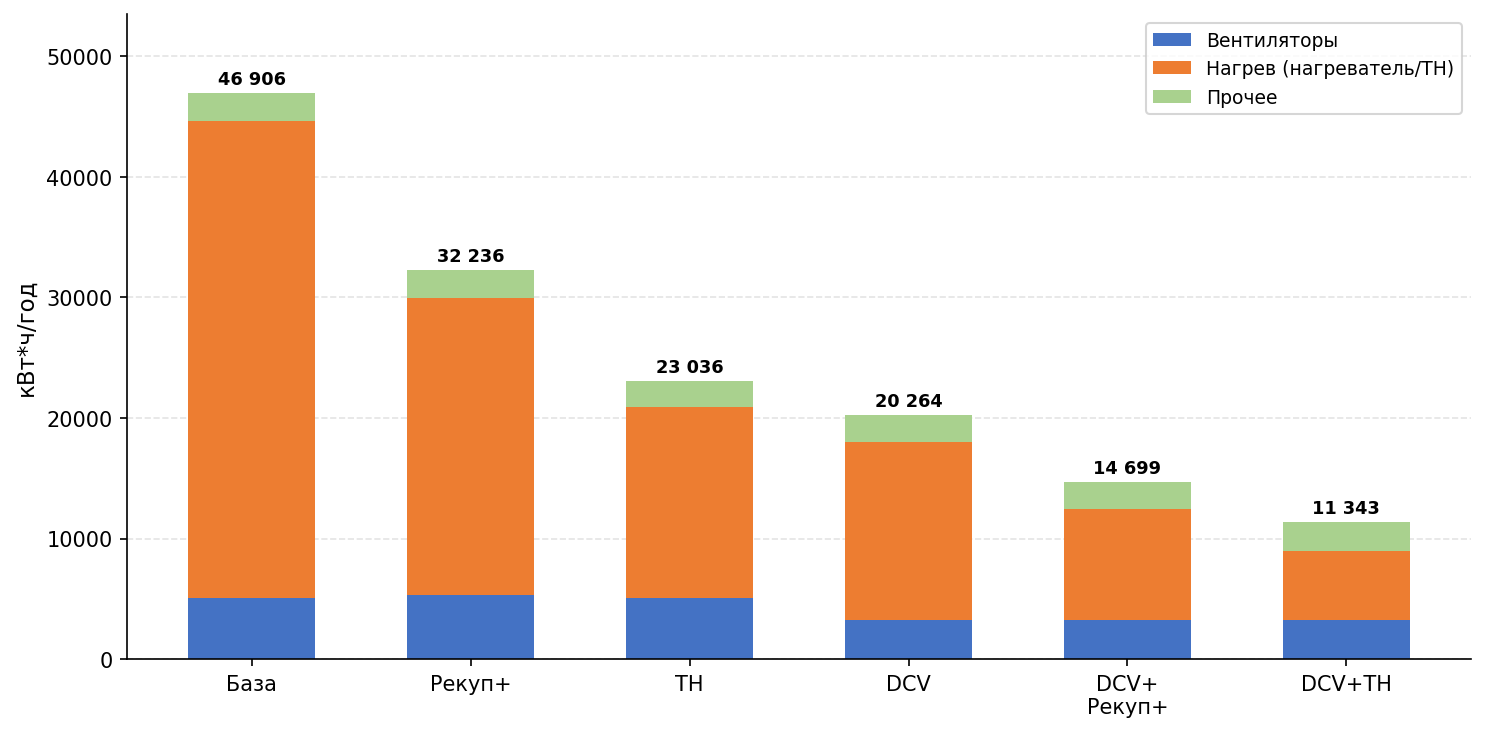 50000
40000
30000
20000
10000
0
кВт*ч/год
Вентиляторы
Нагрев (нагреватель/ТН)
Прочее
46 906
32 236
23 036
20 264
14 699
11 343
База
Рекуп+
ТН
DCV
DCV+
Рекуп+
DCV+ТН